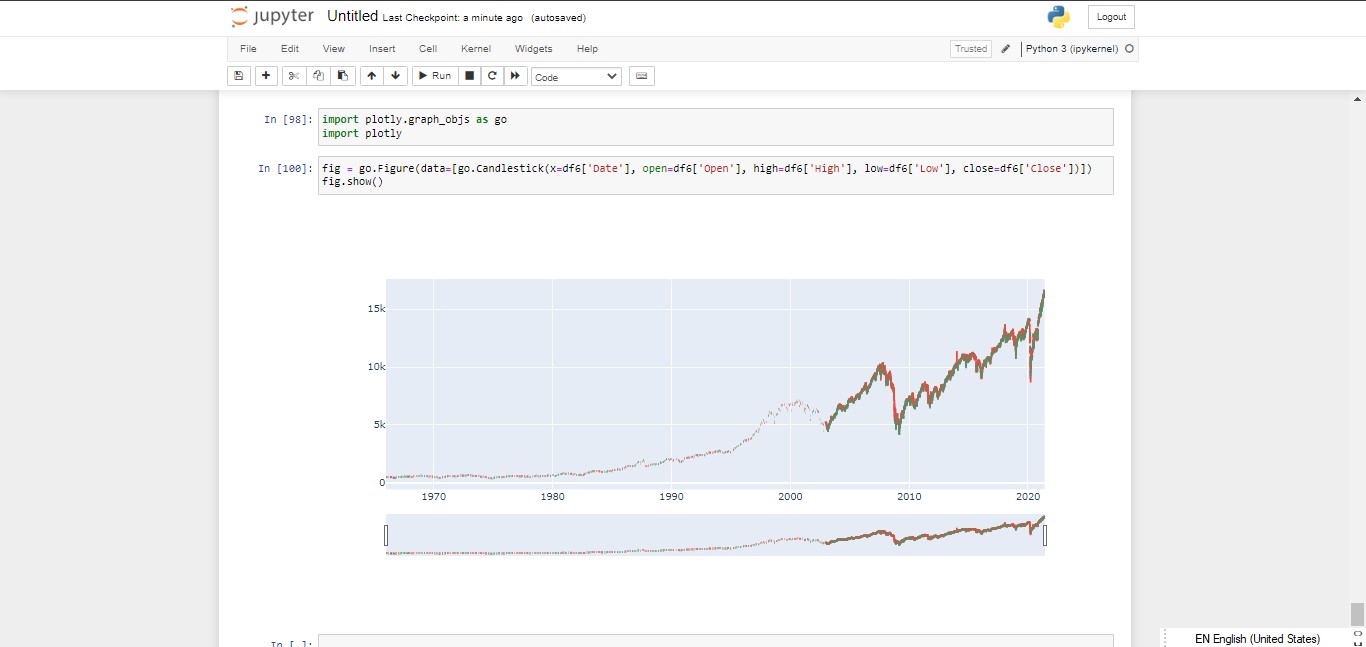 jupyter Untitled Last Checkpoint: a minute ago (autosaved) Logout
File Edit View Insert Cell Kernel Widgets Help Trusted Python 3 (ipykernel)
Run Code
In [98]: import plotly.graph_objs as go
import plotly
In [100]: fig = go.Figure(data=[go.Candlestick(x=df6['Date'], open=df6['Open'], high=df6['High'], low=df6['Low'], close=df6['Close'])])
fig.show()
15k
10k
5k
0
1970 1980 1990 2000 2010 2020
In [ ]:
EN English (United States)